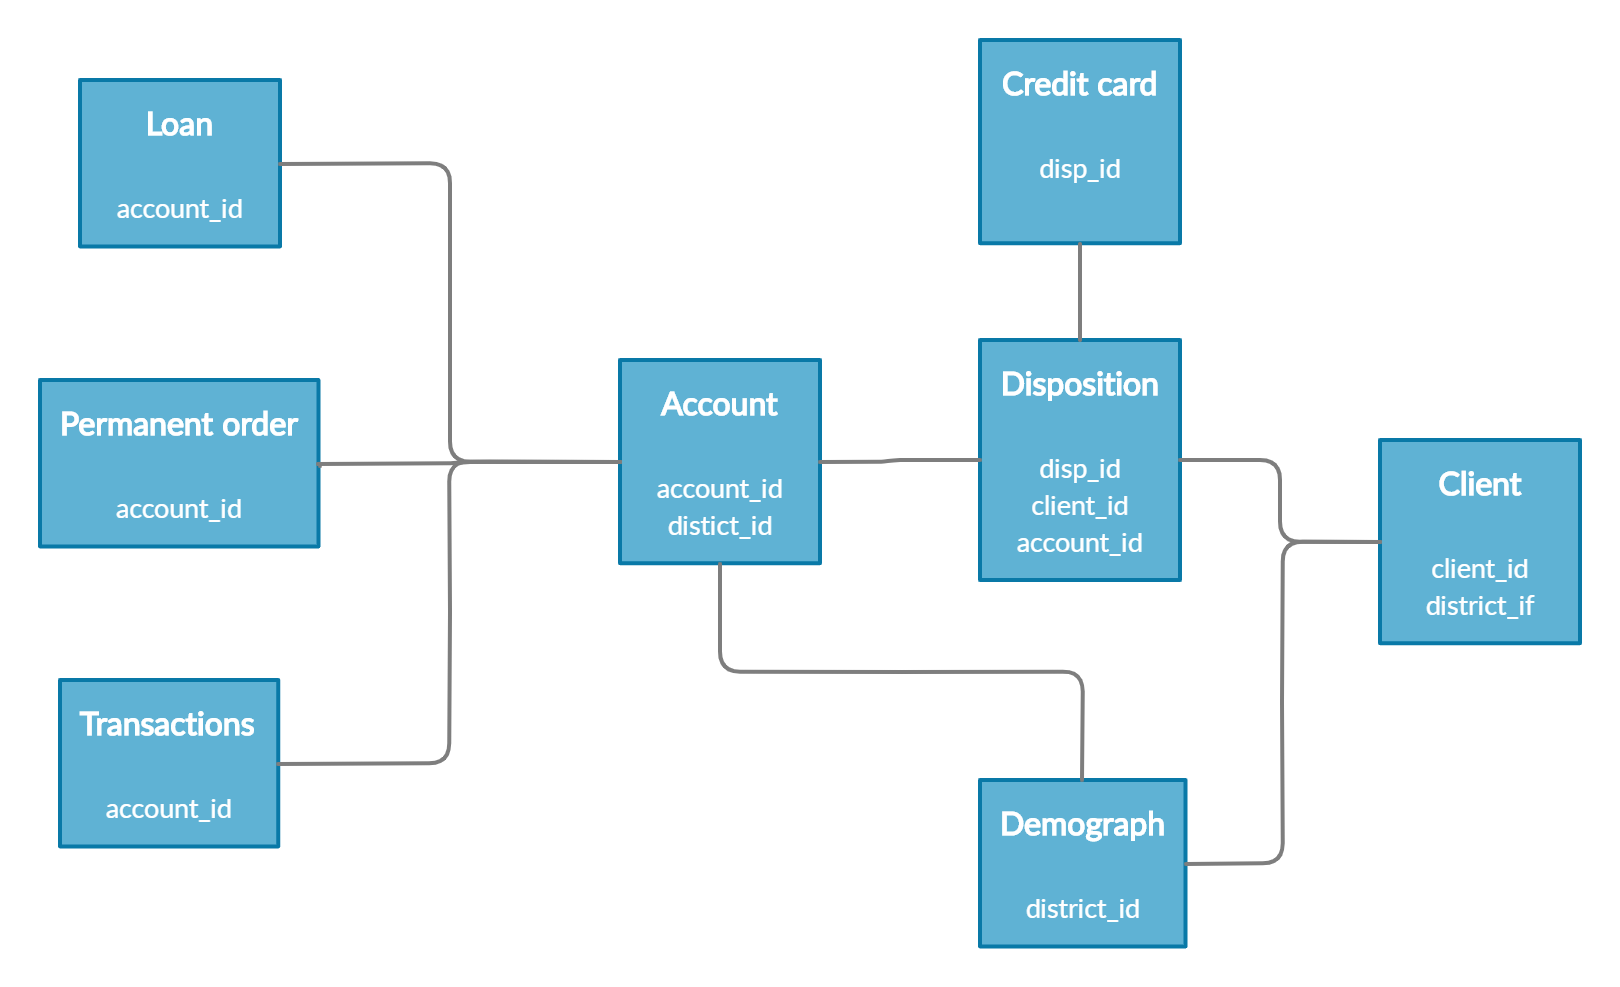 Loan
account_id
Permanent order
account_id
Transactions
account_id
Account
account_id
distict_id
Credit card
disp_id
Disposition
disp_id
client_id
account_id
Demograph
district_id
Client
client_id
district_if